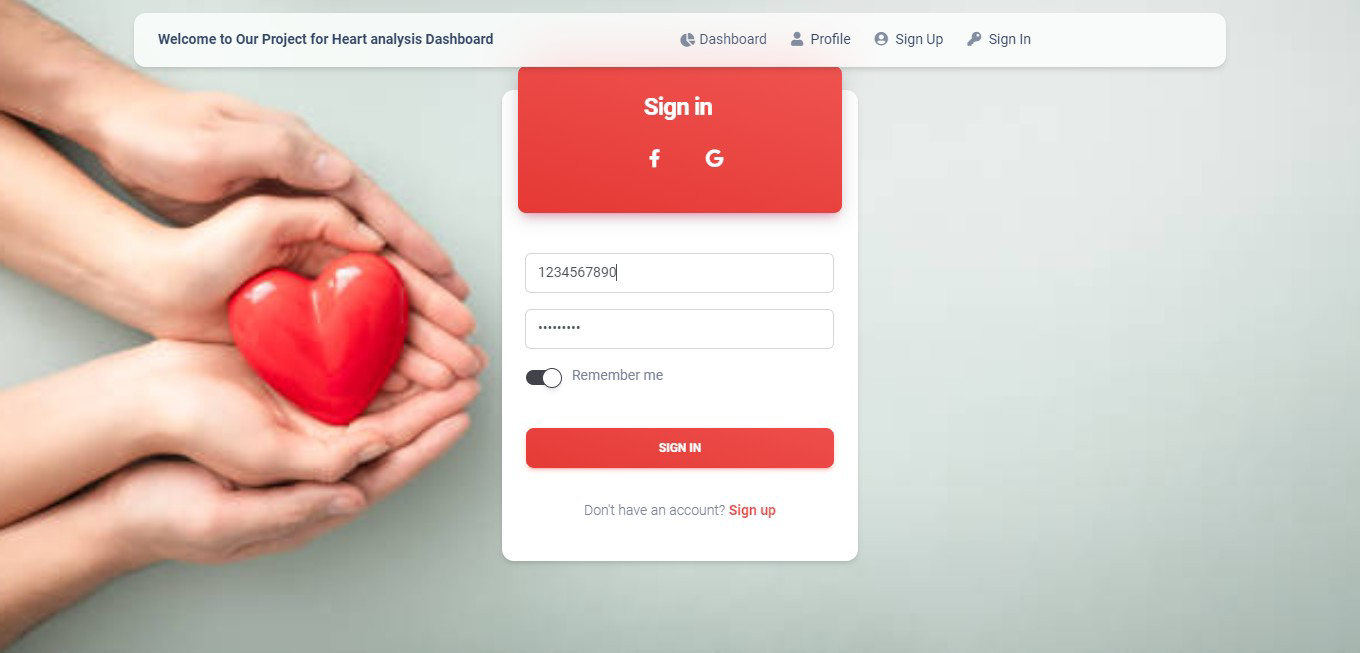 Welcome to Our Project for Heart analysis Dashboard
Dashboard
Profile
Sign Up
Sign In
Sign in
1234567890
•••••••••
Remember me
SIGN IN
Don't have an account? Sign up